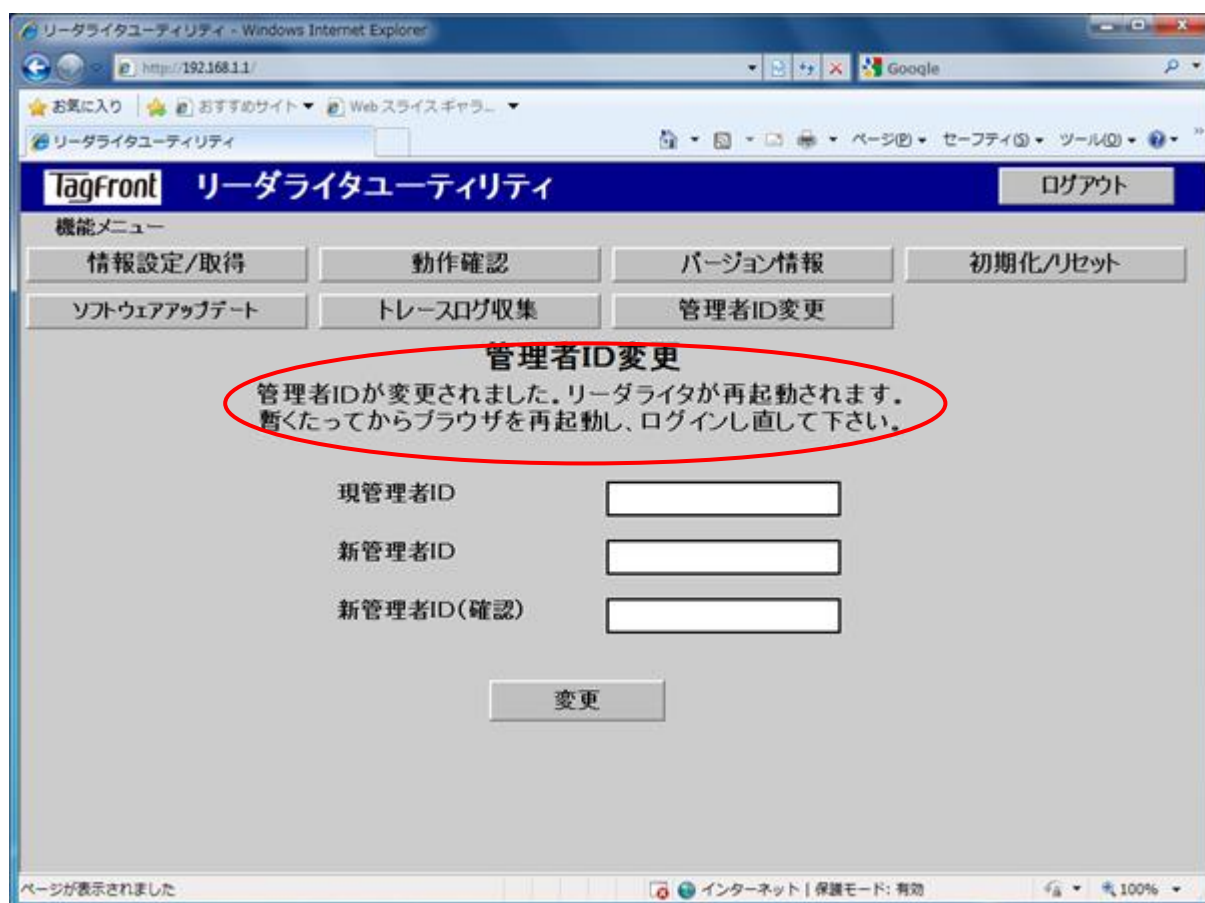 リーダライタユーティリティ - Windows Internet Explorer
http://192.168.1.1/
Google
お気に入り
おすすめサイト
Web スライス ギャラ...
リーダライタユーティリティ
ページ(P)
セーフティ(S)
ツール(O)
TagFront リーダライタユーティリティ
ログアウト
機能メニュー
情報設定/取得 動作確認 バージョン情報 初期化/リセット
ソフトウェアアップデート トレースログ収集 管理者ID変更
管理者ID変更
管理者IDが変更されました。リーダライタが再起動されます。
暫くたってからブラウザを再起動し、ログインし直して下さい。
現管理者ID
新管理者ID
新管理者ID(確認)
変更
ページが表示されました
インターネット | 保護モード: 有効
100%